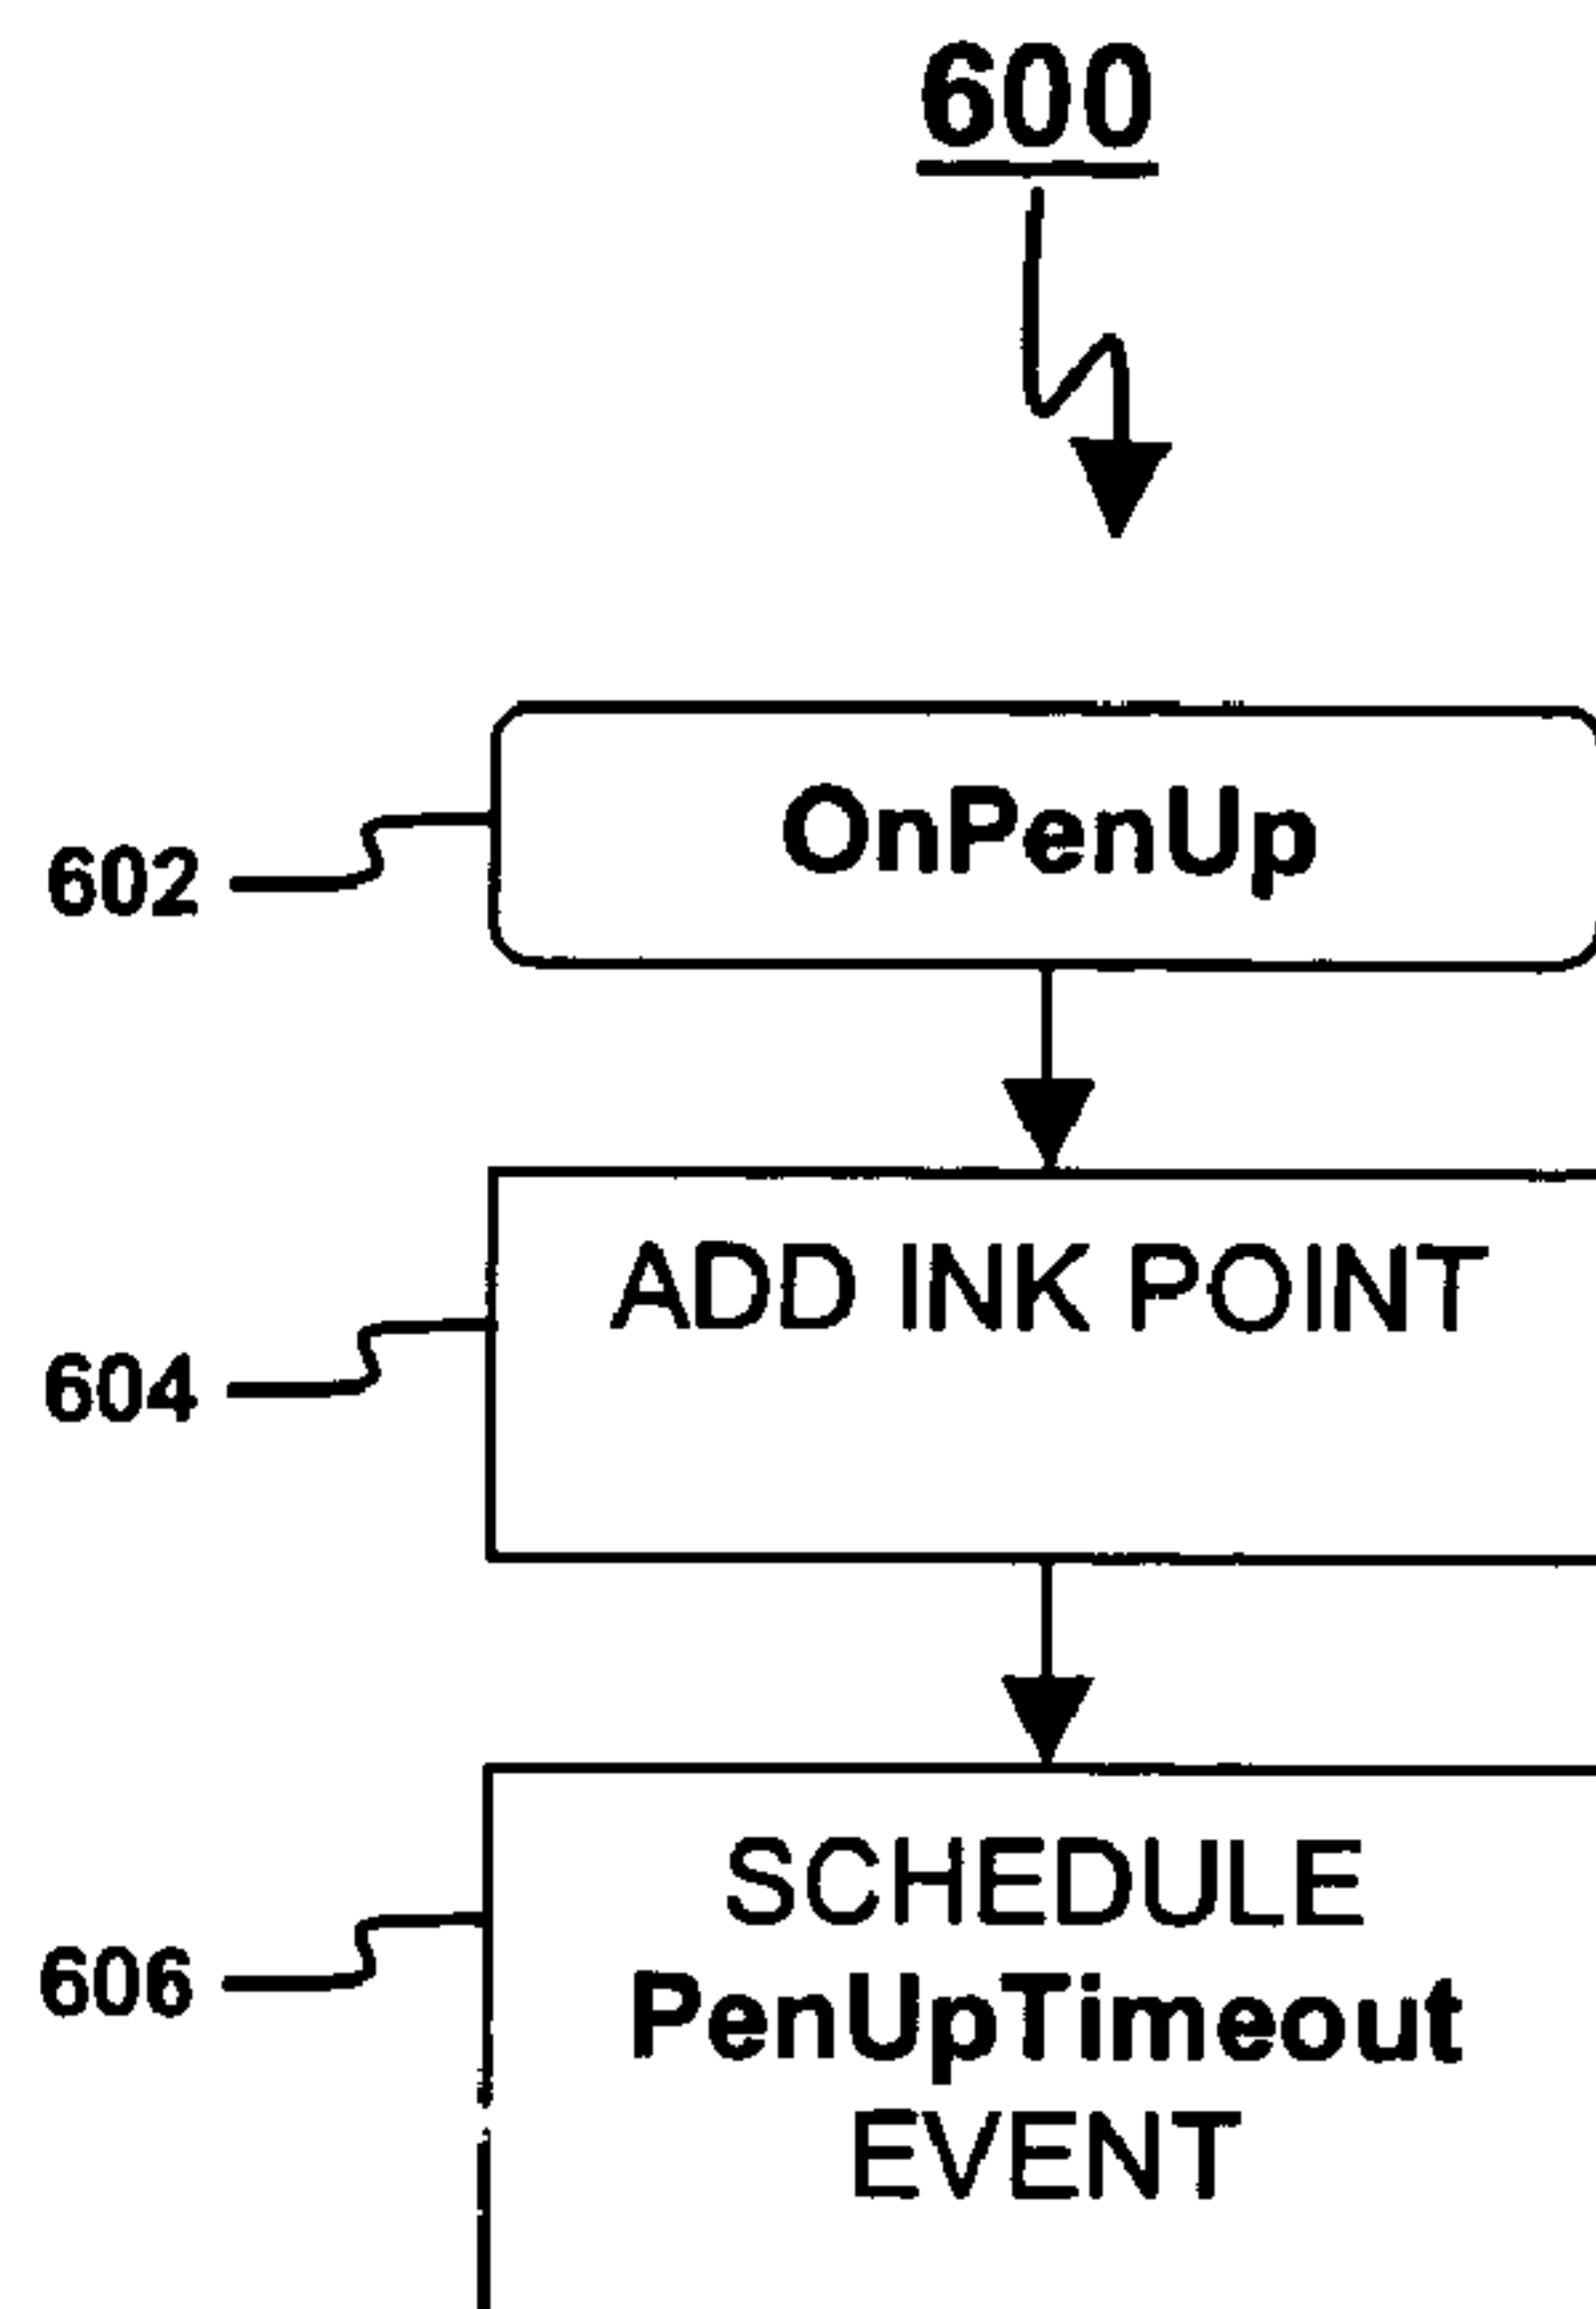 600
602
OnPenUp
604
ADD INK POINT
606
SCHEDULE
PenUpTimeout
EVENT